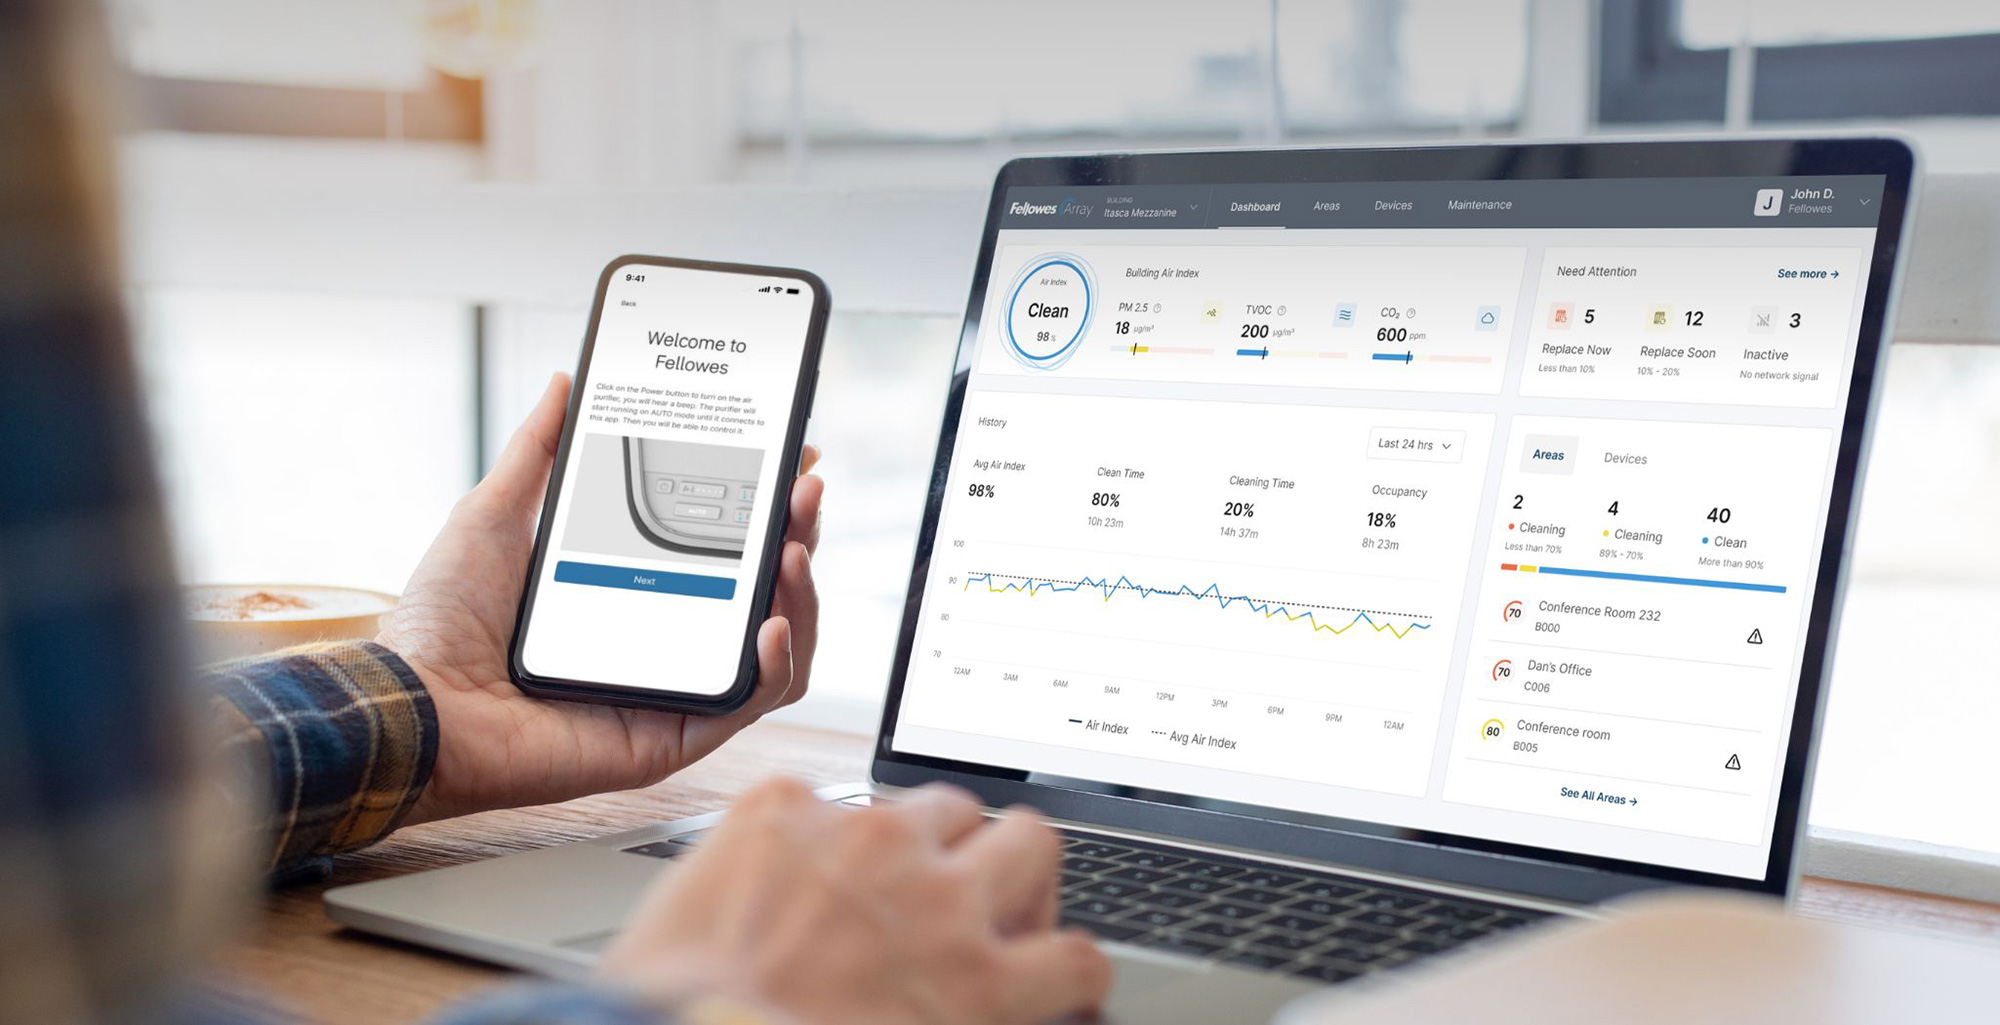 9:41
Back
Welcome to
Fellowes
Click on the Power button to turn on the air
purifier, you will hear a beep. The purifier will
start running on AUTO mode until it connects to
this app. Then you will be able to control it.
AUTO
Next
Fellowes Array
BUILDING
Itasca Mezzanine
Dashboard
Areas
Devices
Maintenance
J
John D.
Fellowes
Air Index
Clean
98 %
Building Air Index
PM 2.5
18 µg/m³
TVOC
200 µg/m³
CO₂
600 ppm
Need Attention
See more →
5
Replace Now
Less than 10%
12
Replace Soon
10% - 20%
3
Inactive
No network signal
History
Last 24 hrs
Avg Air Index
98%
Clean Time
80%
10h 23m
Cleaning Time
20%
14h 37m
Occupancy
18%
8h 23m
100
90
80
70
12AM
3AM
6AM
9AM
12PM
3PM
6PM
9PM
12AM
Air Index
Avg Air Index
Areas
Devices
2
Cleaning
Less than 70%
4
Cleaning
89% - 70%
40
Clean
More than 90%
70
Conference Room 232
B000
70
Dan's Office
C006
80
Conference room
B005
See All Areas →